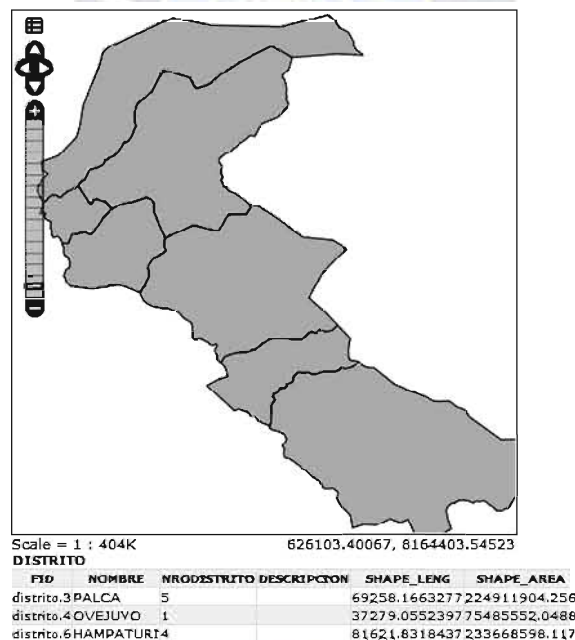 Scale = 1 : 404K 626103.40067, 8164403.54523
DISTRITO
FID NOMBRE NRODISTRITO DESCRIPCION SHAPE_LENG SHAPE_AREA
distrito.3 PALCA 5 69258.1663277 224911904.256
distrito.4 OVEJUYO 1 37279.0552397 75485552.0488
distrito.6 HAMPATURI 4 81621.8318437 233668598.117